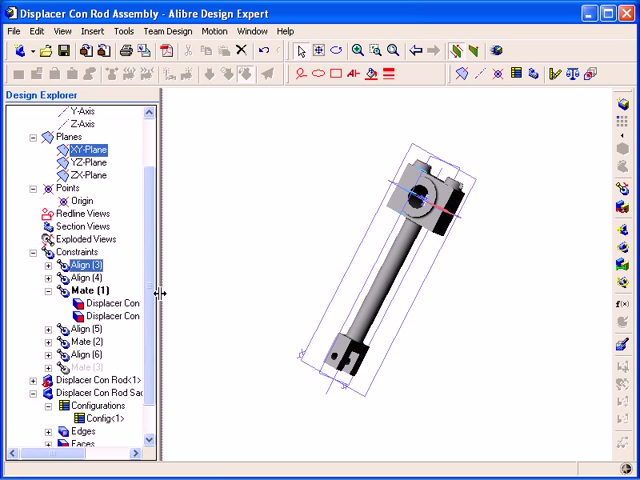 Displacer Con Rod Assembly - Alibre Design Expert
File Edit View Insert Tools Team Design Motion Window Help
Design Explorer
Y-Axis
Z-Axis
Planes
XY-Plane
YZ-Plane
ZX-Plane
Points
Origin
Redline Views
Section Views
Exploded Views
Constraints
Align (3)
Align (4)
Mate (1)
Displacer Con
Displacer Con
Align (5)
Mate (2)
Align (6)
Mate (3)
Displacer Con Rod<1>
Displacer Con Rod Sad
Configurations
Config<1>
Edges
Faces